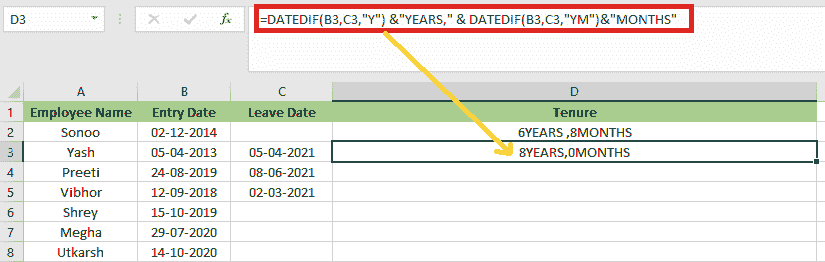 D3 fx =DATEDIF(B3,C3,"Y") &"YEARS," & DATEDIF(B3,C3,"YM")&"MONTHS"
A B C D
1 Employee Name Entry Date Leave Date Tenure
2 Sonoo 02-12-2014 6YEARS ,8MONTHS
3 Yash 05-04-2013 05-04-2021 8YEARS,0MONTHS
4 Preeti 24-08-2019 08-06-2021
5 Vibhor 12-09-2018 02-03-2021
6 Shrey 15-10-2019
7 Megha 29-07-2020
8 Utkarsh 14-10-2020